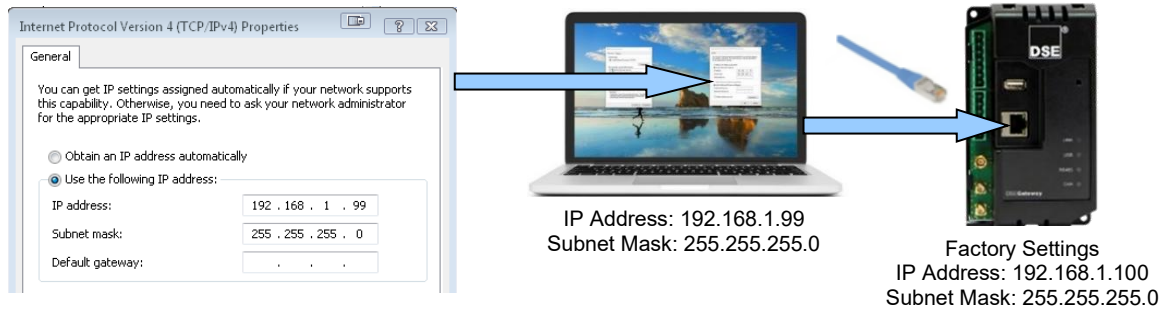 Internet Protocol Version 4 (TCP/IPv4) Properties
General
You can get IP settings assigned automatically if your network supports
this capability. Otherwise, you need to ask your network administrator
for the appropriate IP settings.
Obtain an IP address automatically
Use the following IP address:
IP address: 192 . 168 . 1 . 99
Subnet mask: 255 . 255 . 255 . 0
Default gateway: . . .
IP Address: 192.168.1.99
Subnet Mask: 255.255.255.0
DSE
Factory Settings
IP Address: 192.168.1.100
Subnet Mask: 255.255.255.0